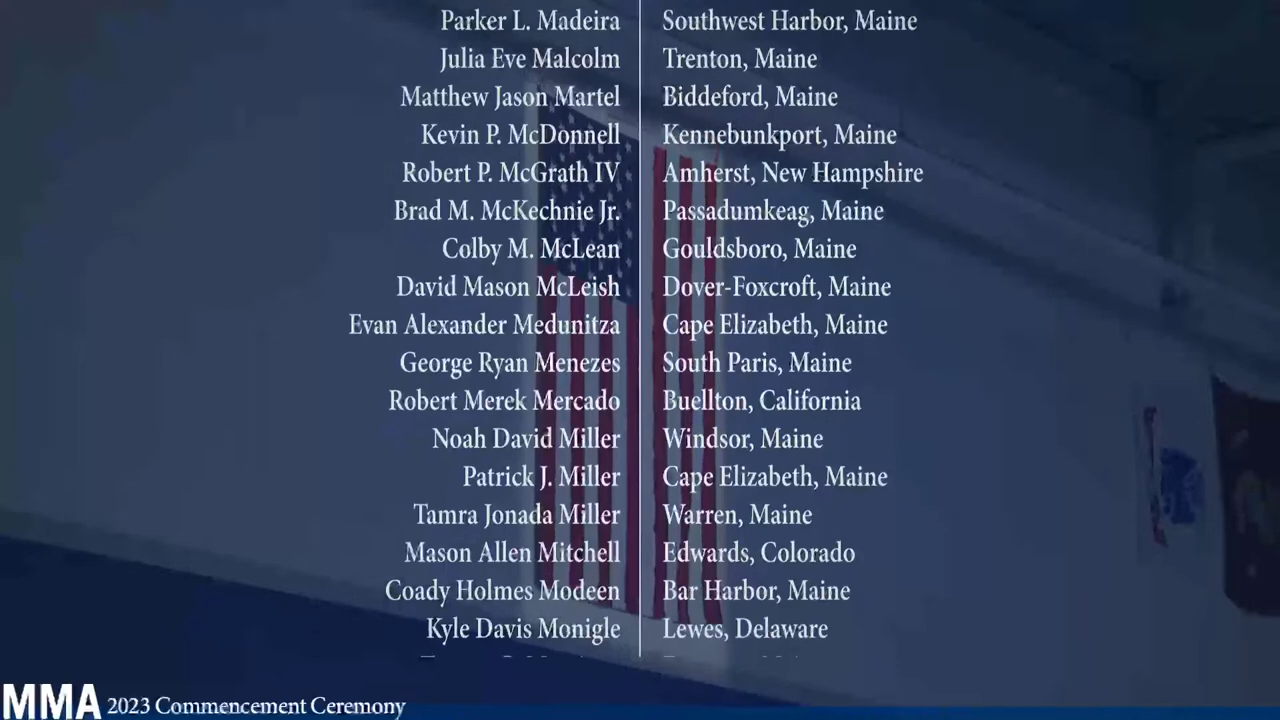 Parker L. Madeira Southwest Harbor, Maine
Julia Eve Malcolm Trenton, Maine
Matthew Jason Martel Biddeford, Maine
Kevin P. McDonnell Kennebunkport, Maine
Robert P. McGrath IV Amherst, New Hampshire
Brad M. McKechnie Jr. Passadumkeag, Maine
Colby M. McLean Gouldsboro, Maine
David Mason McLeish Dover-Foxcroft, Maine
Evan Alexander Medunitza Cape Elizabeth, Maine
George Ryan Menezes South Paris, Maine
Robert Merek Mercado Buellton, California
Noah David Miller Windsor, Maine
Patrick J. Miller Cape Elizabeth, Maine
Tamra Jonada Miller Warren, Maine
Mason Allen Mitchell Edwards, Colorado
Coady Holmes Modeen Bar Harbor, Maine
Kyle Davis Monigle Lewes, Delaware
MMA 2023 Commencement Ceremony